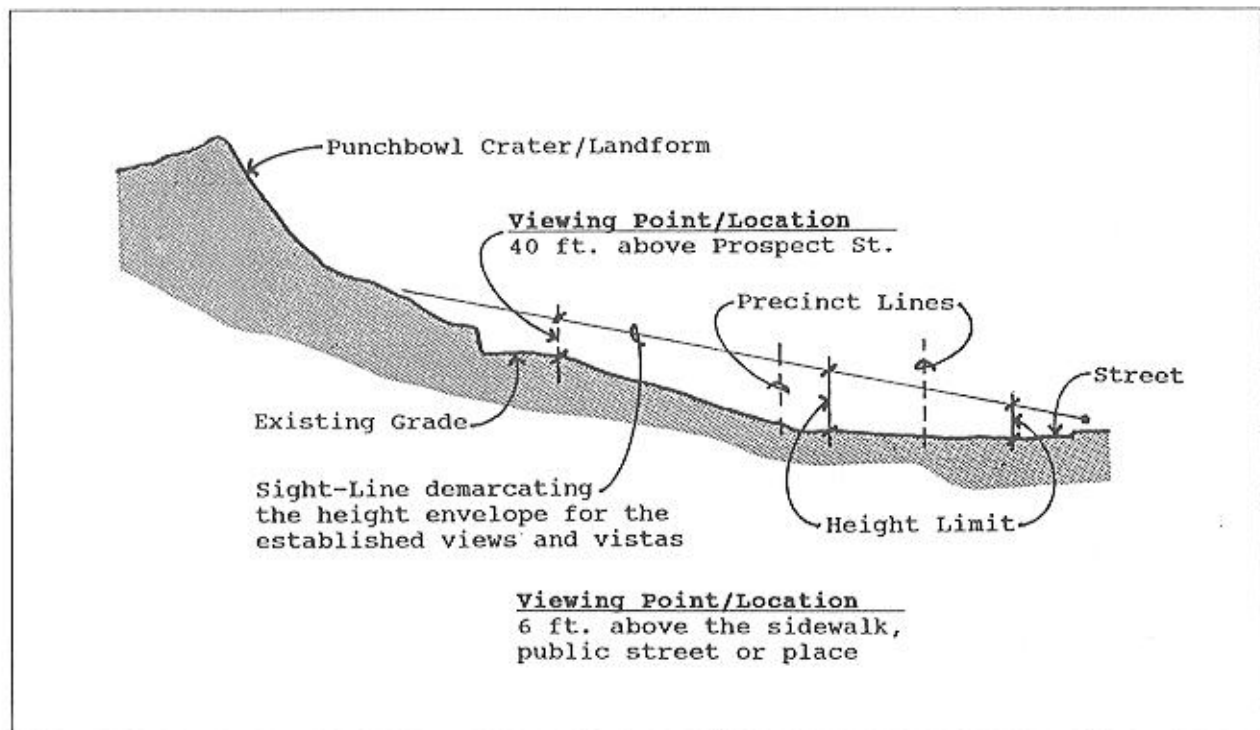 Punchbowl Crater/Landform
Viewing Point/Location
40 ft. above Prospect St.
Precinct Lines
Street
Existing Grade
Sight-Line demarcating
the height envelope for the
established views and vistas
Height Limit
Viewing Point/Location
6 ft. above the sidewalk,
public street or place